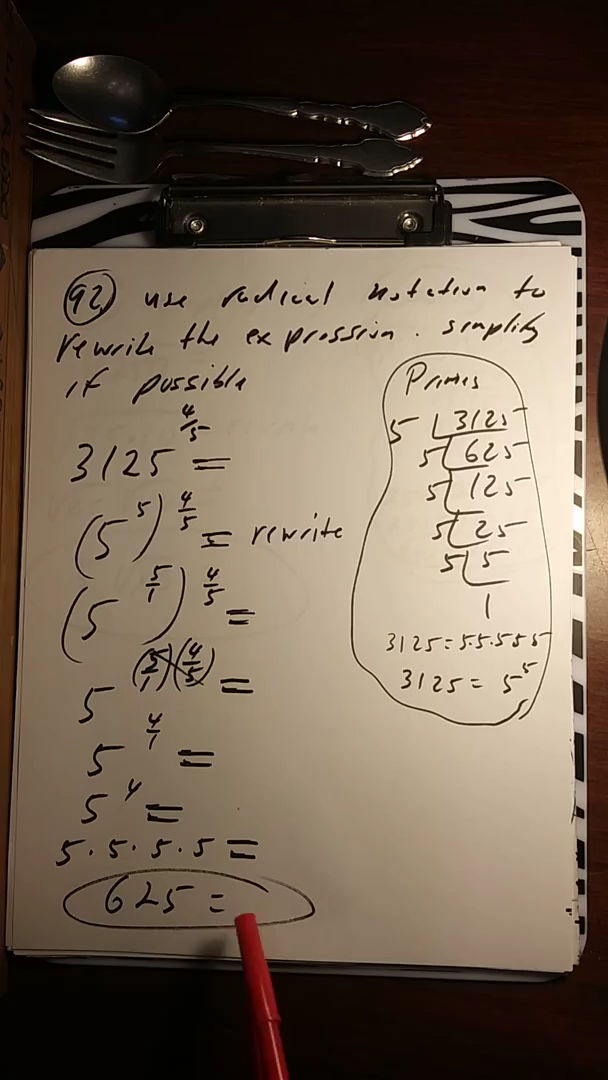 92. use radical notation to
rewrite the expression. simplify
if possible
3125^(4/5) =
(5^5)^(4/5) = rewrite
(5^(5/1))^(4/5) =
5^((5/1)(4/5)) =
5^(4/1) =
5^4 =
5·5·5·5 =
625 =
Primes
5 3125
5 625
5 125
5 25
5 5
1
3125 = 5·5·5·5·5
3125 = 5^5